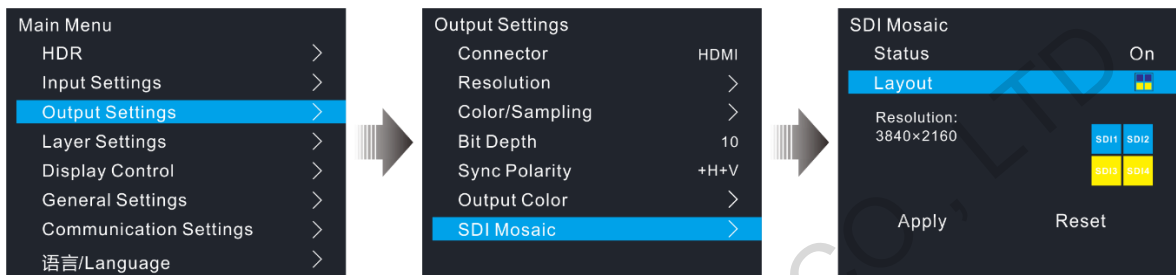 Main Menu
HDR
Input Settings
Output Settings
Layer Settings
Display Control
General Settings
Communication Settings
语言/Language
Output Settings
Connector HDMI
Resolution
Color/Sampling
Bit Depth 10
Sync Polarity +H+V
Output Color
SDI Mosaic
SDI Mosaic
Status On
Layout
Resolution:
3840×2160
SDI1 SDI2
SDI3 SDI4
Apply Reset
CO., LTD